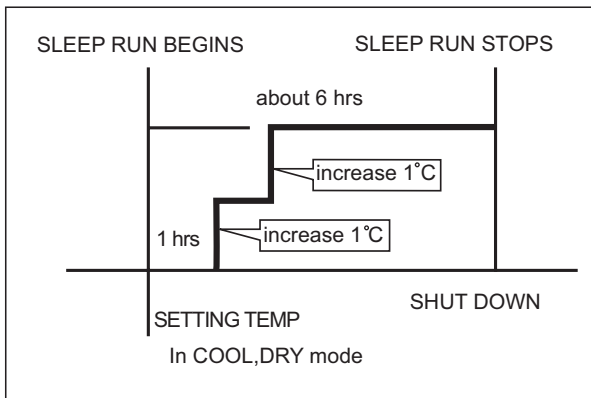 SLEEP RUN BEGINS
SLEEP RUN STOPS
about 6 hrs
increase 1°C
1 hrs
increase 1°C
SETTING TEMP
SHUT DOWN
In COOL,DRY mode